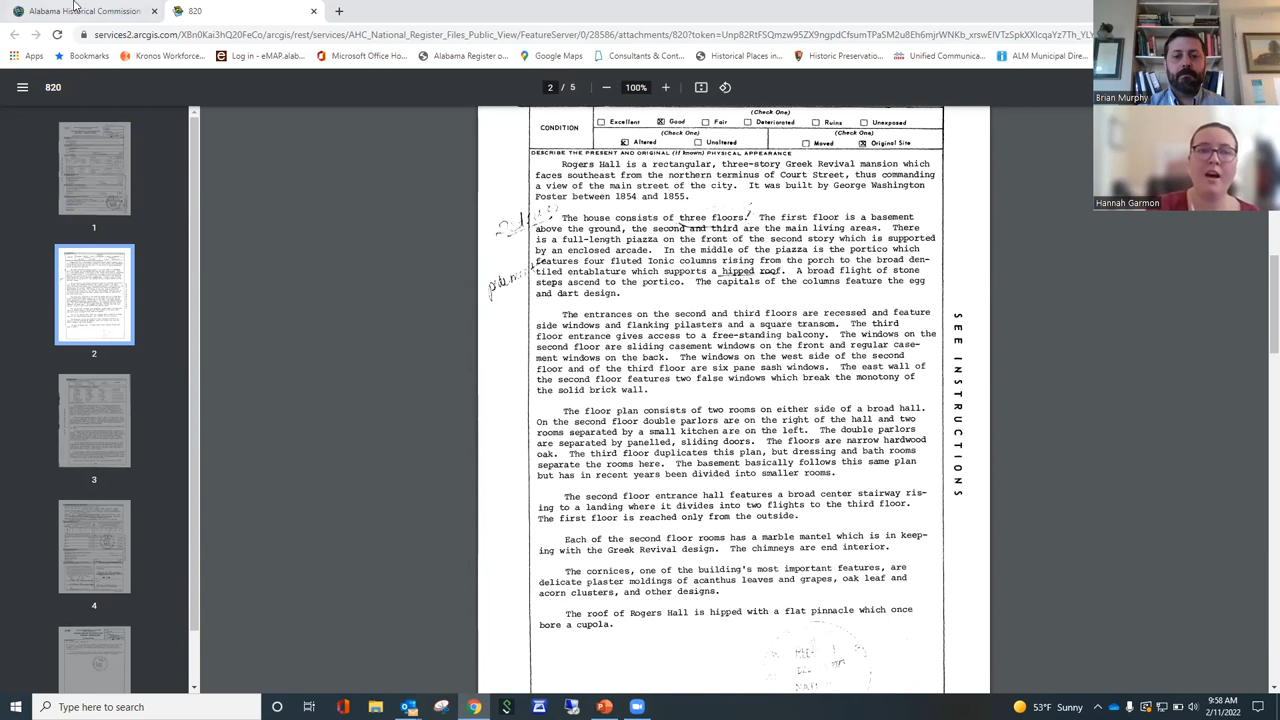 Alabama Historical Commission
820
services2.arcgis.com/
Apps
Bookmarks
Kronos Workforce...
Log in - eMAP.alab...
Microsoft Office Ho...
Google Maps
Consultants & Cont...
Historic Preservatio...
Unified Communica...
ALM Municipal Dire...
820
2 / 5
100%
Brian Murphy
Hannah Garmon
1
2
3
4
(Check One)
CONDITION
Excellent Good Fair Deteriorated Ruins Unexposed
(Check One) (Check One)
Altered Unaltered Moved Original Site
DESCRIBE THE PRESENT AND ORIGINAL (if known) PHYSICAL APPEARANCE
Rogers Hall is a rectangular, three-story Greek Revival mansion which
faces southeast from the northern terminus of Court Street, thus commanding
a view of the main street of the city. It was built by George Washington
Foster between 1854 and 1855.
The house consists of three floors. The first floor is a basement
above the ground, the second and third are the main living areas. There
is a full-length piazza on the front of the second story which is supported
by an enclosed arcade. In the middle of the piazza is the portico which
features four fluted Ionic columns rising from the porch to the broad den-
tiled entablature which supports a hipped roof. A broad flight of stone
steps ascend to the portico. The capitals of the columns feature the egg
and dart design.
The entrances on the second and third floors are recessed and feature
side windows and flanking pilasters and a square transom. The third
floor entrance gives access to a free-standing balcony. The windows on the
second floor are sliding casement windows on the front and regular case-
ment windows on the back. The windows on the west side of the second
floor and of the third floor are six pane sash windows. The east wall of
the second floor features two false windows which break the monotony of
the solid brick wall.
The floor plan consists of two rooms on either side of a broad hall.
On the second floor double parlors are on the right of the hall and two
rooms separated by a small kitchen are on the left. The double parlors
are separated by panelled, sliding doors. The floors are narrow hardwood
oak. The third floor duplicates this plan, but dressing and bath rooms
separate the rooms here. The basement basically follows this same plan
but has in recent years been divided into smaller rooms.
The second floor entrance hall features a broad center stairway ris-
ing to a landing where it divides into two flights to the third floor.
The first floor is reached only from the outside.
Each of the second floor rooms has a marble mantel which is in keep-
ing with the Greek Revival design. The chimneys are end interior.
The cornices, one of the building's most important features, are
delicate plaster moldings of acanthus leaves and grapes, oak leaf and
acorn clusters, and other designs.
The roof of Rogers Hall is hipped with a flat pinnacle which once
bore a cupola.
SEE INSTRUCTIONS
Type here to search
53°F Sunny
9:58 AM
2/11/2022